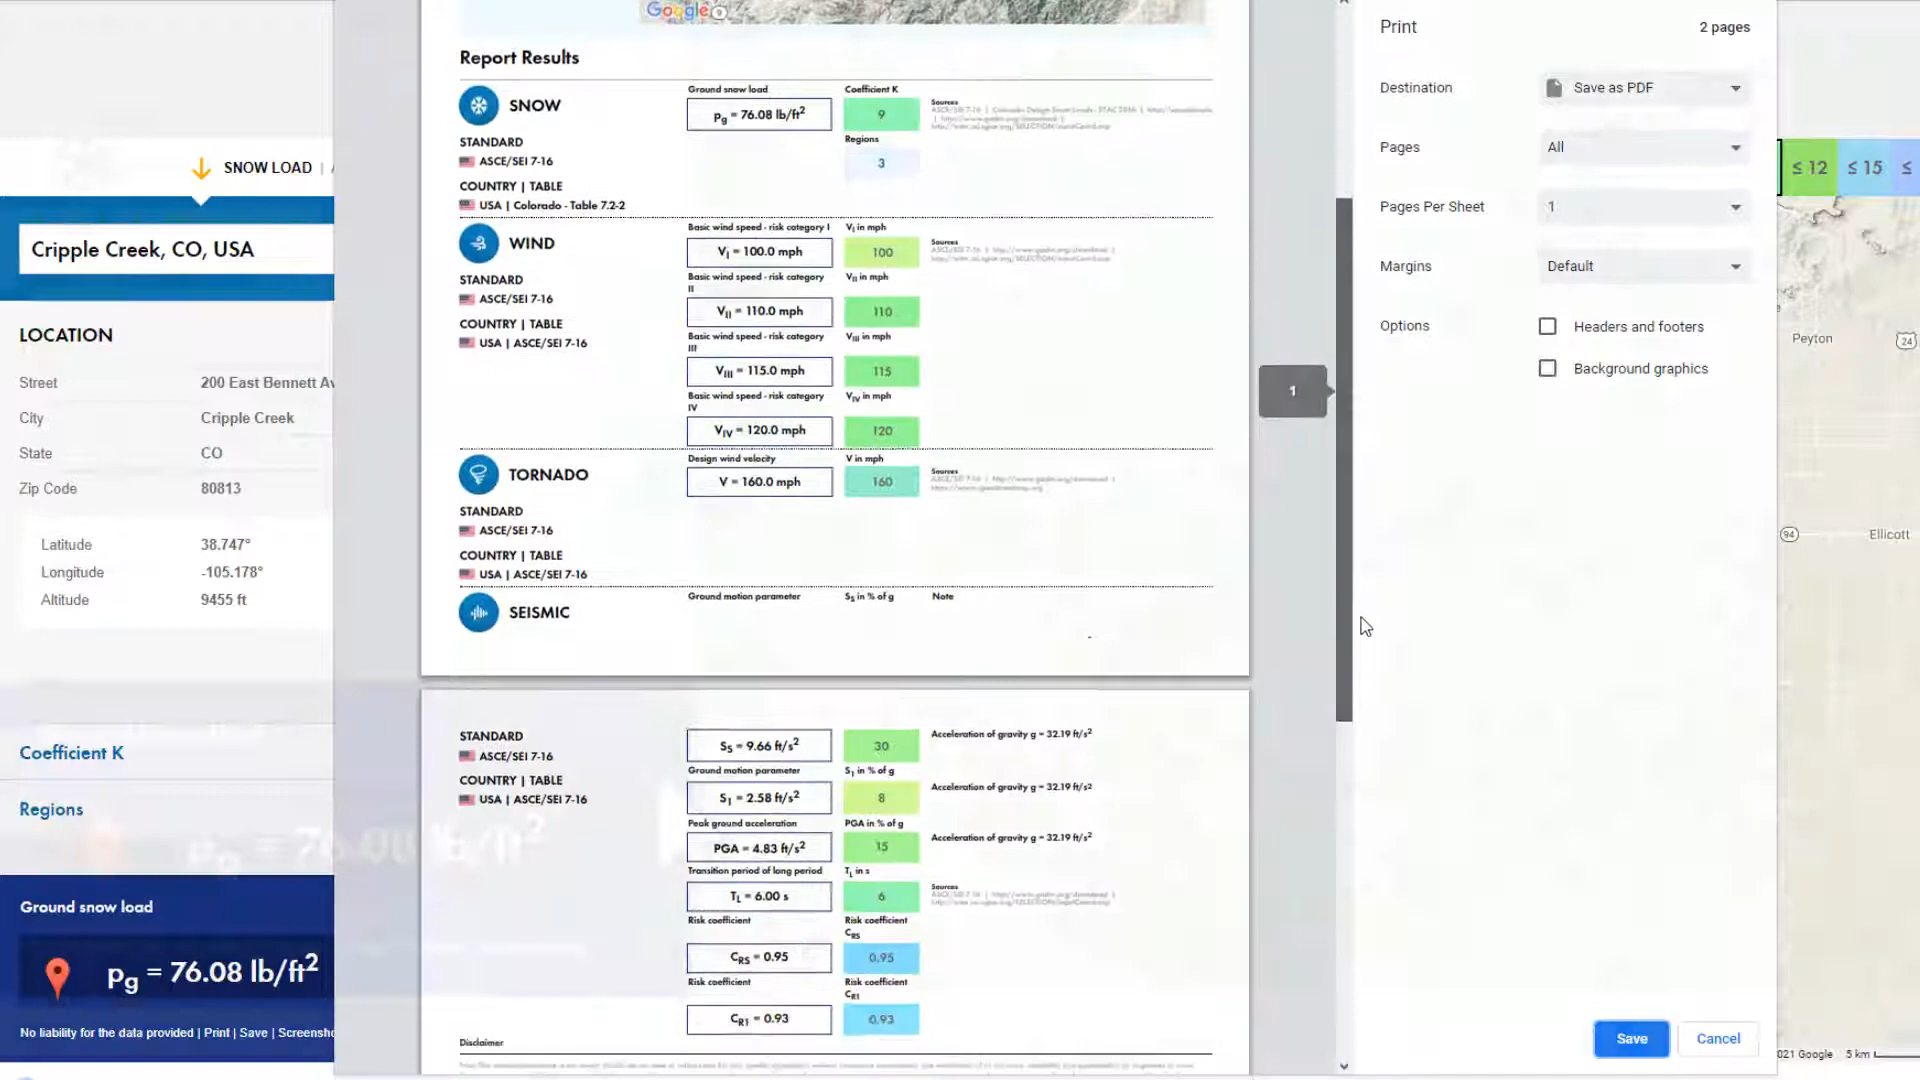 SNOW LOAD |
Cripple Creek, CO, USA
LOCATION
Street 200 East Bennett Av
City Cripple Creek
State CO
Zip Code 80813
Latitude 38.747°
Longitude -105.178°
Altitude 9455 ft
Coefficient K
Regions
Ground snow load
pg = 76.08 lb/ft²
No liability for the data provided | Print | Save | Screensho
Google
Report Results
SNOW
STANDARD
ASCE/SEI 7-16
COUNTRY | TABLE
USA | Colorado - Table 7.2-2
Ground snow load
Pg = 76.08 lb/ft²
Coefficient K
9
Regions
3
Sources
WIND
STANDARD
ASCE/SEI 7-16
COUNTRY | TABLE
USA | ASCE/SEI 7-16
Basic wind speed - risk category I
VI = 100.0 mph
VI in mph
100
Basic wind speed - risk category
II
VII = 110.0 mph
VII in mph
110
Basic wind speed - risk category
III
VIII = 115.0 mph
VIII in mph
115
Basic wind speed - risk category
IV
VIV = 120.0 mph
VIV in mph
120
Sources
TORNADO
STANDARD
ASCE/SEI 7-16
COUNTRY | TABLE
USA | ASCE/SEI 7-16
Design wind velocity
V = 160.0 mph
V in mph
160
Sources
SEISMIC
Ground motion parameter
SS in % of g
Note
STANDARD
ASCE/SEI 7-16
COUNTRY | TABLE
USA | ASCE/SEI 7-16
SS = 9.66 ft/s²
30
Acceleration of gravity g = 32.19 ft/s²
Ground motion parameter
S1 in % of g
S1 = 2.58 ft/s²
8
Acceleration of gravity g = 32.19 ft/s²
Peak ground acceleration
PGA in % of g
PGA = 4.83 ft/s²
15
Acceleration of gravity g = 32.19 ft/s²
Transition period of long period
TL in s
TL = 6.00 s
6
Sources
Risk coefficient
Risk coefficient
CRS
CRS = 0.95
0.95
Risk coefficient
Risk coefficient
CR1
CR1 = 0.93
0.93
Disclaimer
1
Print 2 pages
Destination Save as PDF
Pages All
Pages Per Sheet 1
Margins Default
Options Headers and footers
Background graphics
Save Cancel
≤ 12 ≤ 15 ≤
Peyton
24
94
Ellicott
021 Google 5 km